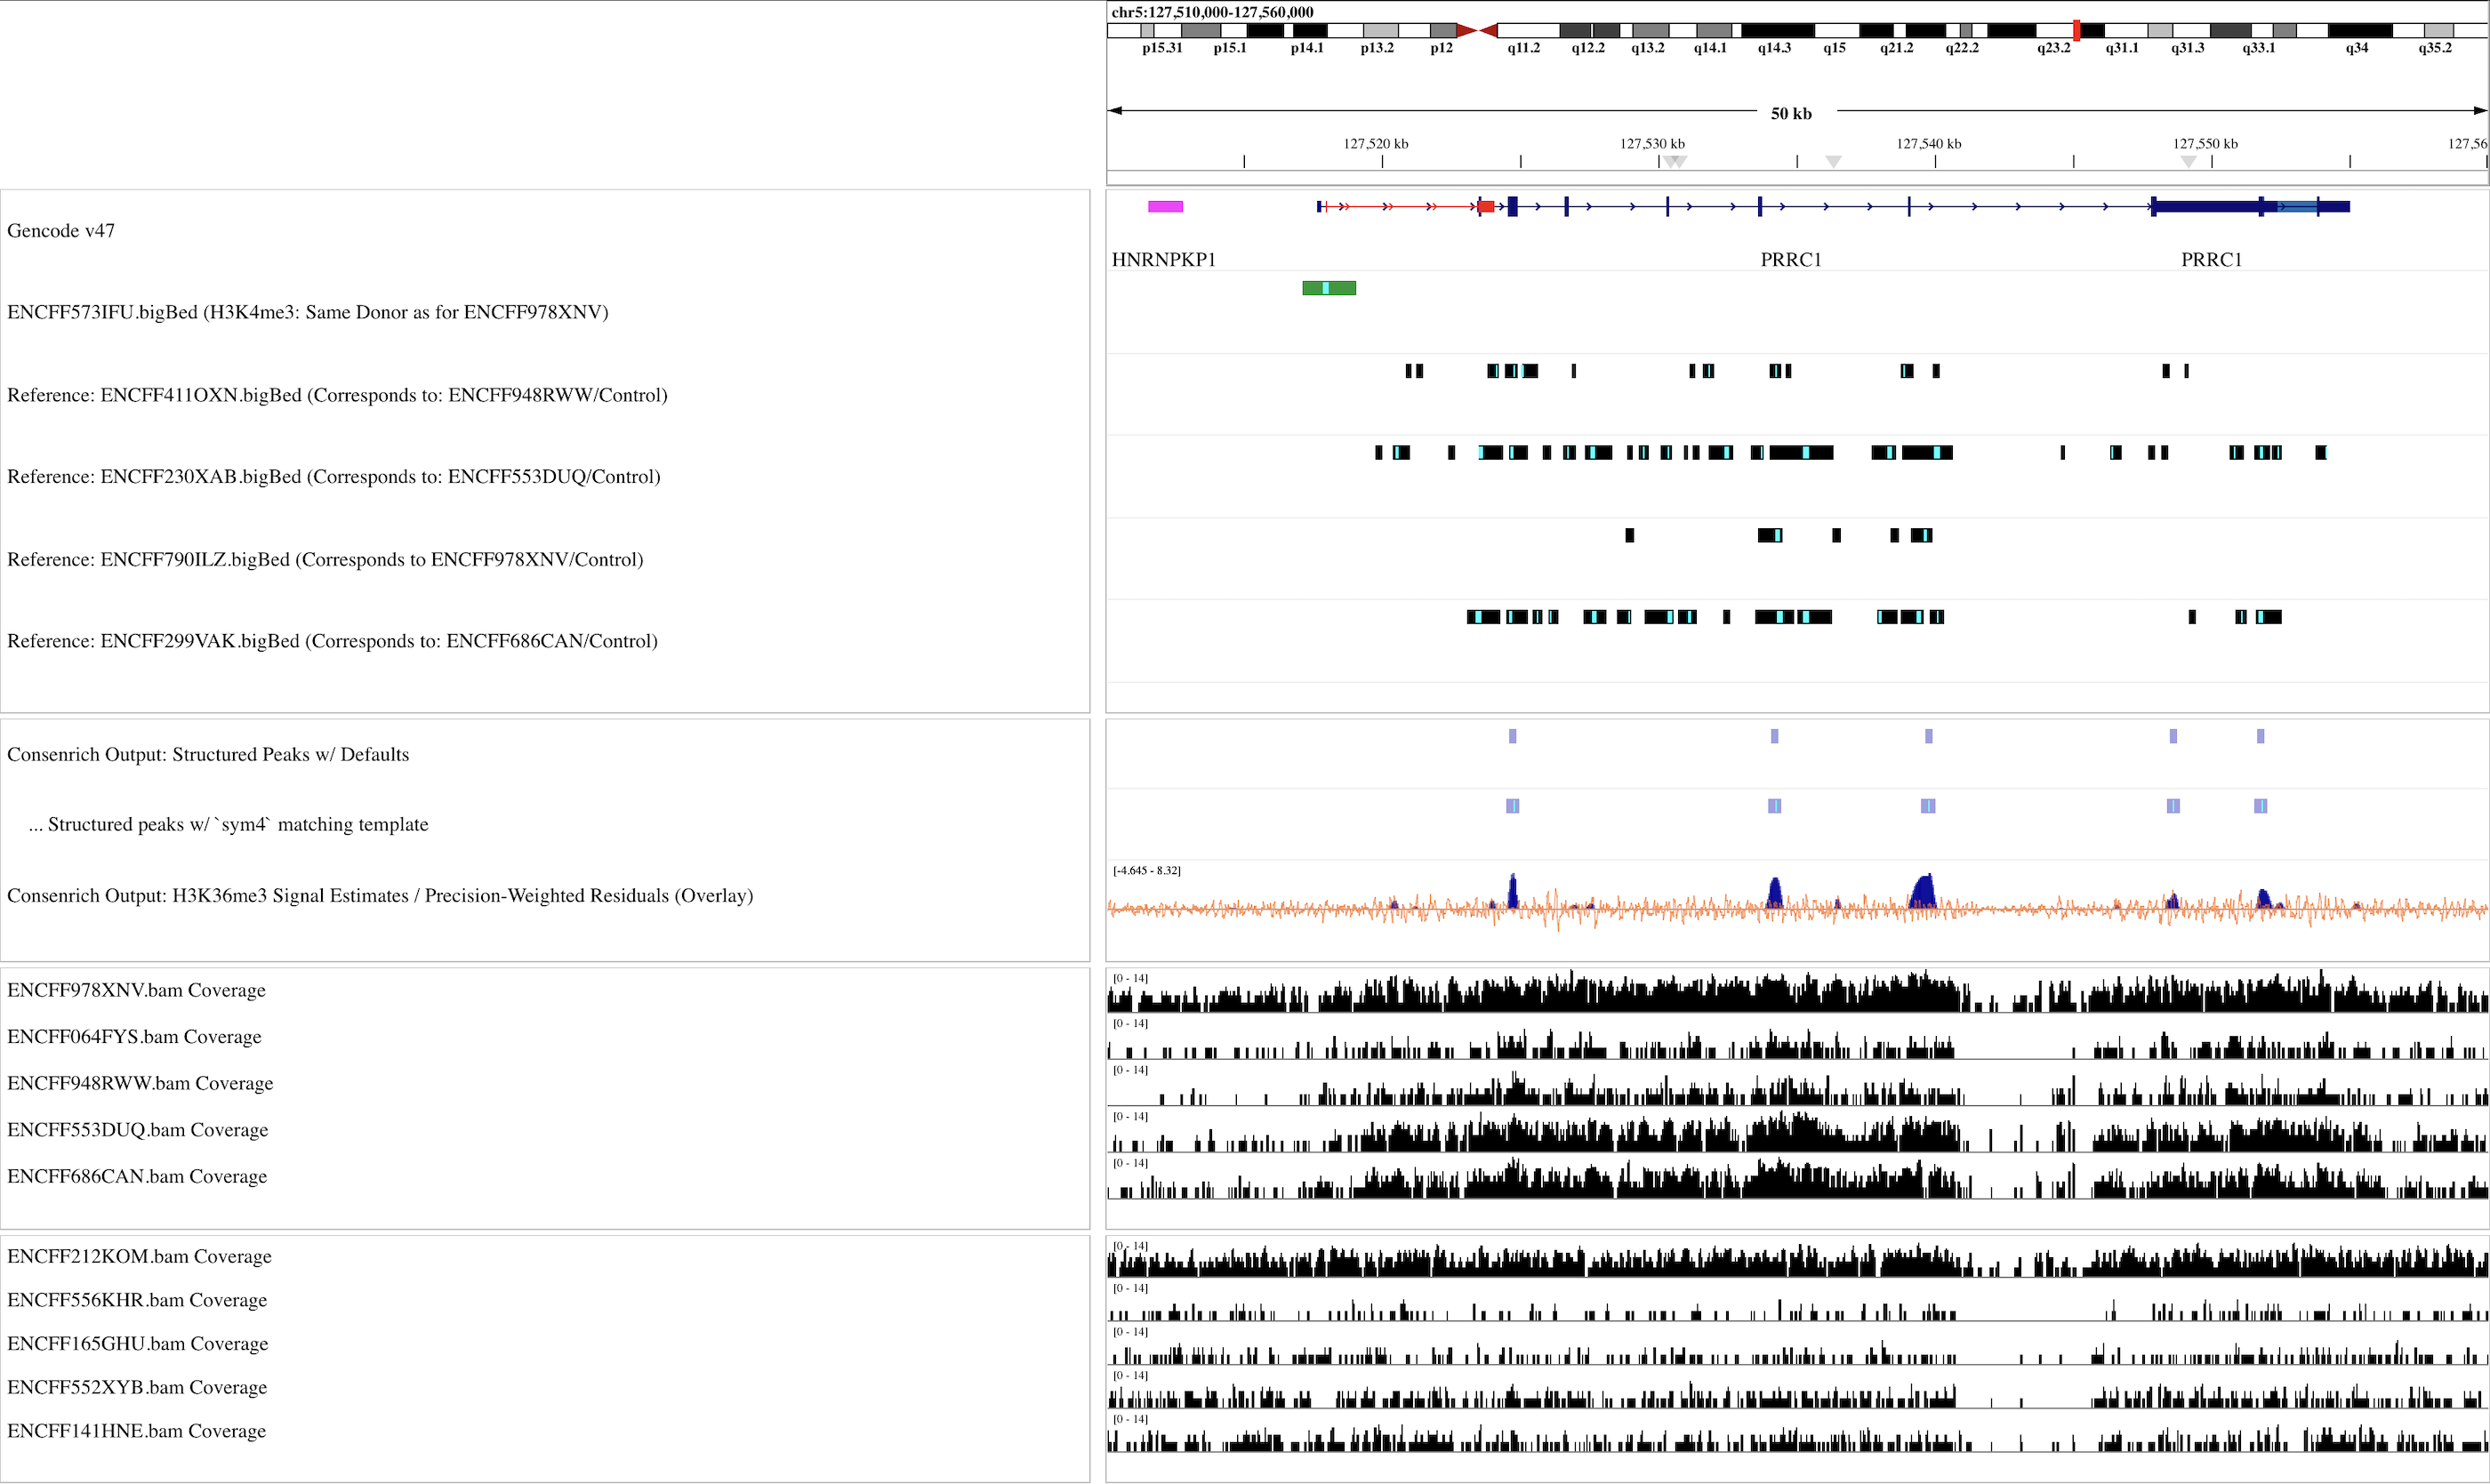 chr5:127,510,000-127,560,000
p15.31 p15.1 p14.1 p13.2 p12 q11.2 q12.2 q13.2 q14.1 q14.3 q15 q21.2 q22.2 q23.2 q31.1 q31.3 q33.1 q34 q35.2
50 kb
127,520 kb 127,530 kb 127,540 kb 127,550 kb 127,56
Gencode v47
HNRNPKP1 PRRC1 PRRC1
ENCFF573IFU.bigBed (H3K4me3: Same Donor as for ENCFF978XNV)
Reference: ENCFF411OXN.bigBed (Corresponds to: ENCFF948RWW/Control)
Reference: ENCFF230XAB.bigBed (Corresponds to: ENCFF553DUQ/Control)
Reference: ENCFF790ILZ.bigBed (Corresponds to ENCFF978XNV/Control)
Reference: ENCFF299VAK.bigBed (Corresponds to: ENCFF686CAN/Control)
Consenrich Output: Structured Peaks w/ Defaults
... Structured peaks w/ `sym4` matching template
[-4.645 - 8.32]
Consenrich Output: H3K36me3 Signal Estimates / Precision-Weighted Residuals (Overlay)
ENCFF978XNV.bam Coverage [0 - 14]
ENCFF064FYS.bam Coverage [0 - 14]
ENCFF948RWW.bam Coverage [0 - 14]
ENCFF553DUQ.bam Coverage [0 - 14]
ENCFF686CAN.bam Coverage [0 - 14]
ENCFF212KOM.bam Coverage [0 - 14]
ENCFF556KHR.bam Coverage [0 - 14]
ENCFF165GHU.bam Coverage [0 - 14]
ENCFF552XYB.bam Coverage [0 - 14]
ENCFF141HNE.bam Coverage [0 - 14]